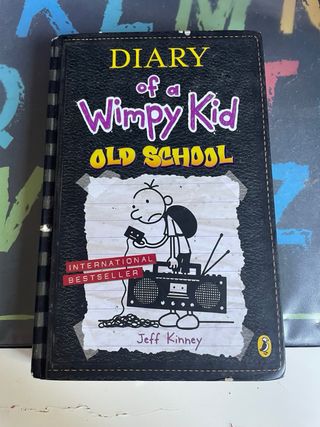 DIARY
of a
Wimpy Kid
OLD SCHOOL
INTERNATIONAL
BESTSELLER
Jeff Kinney